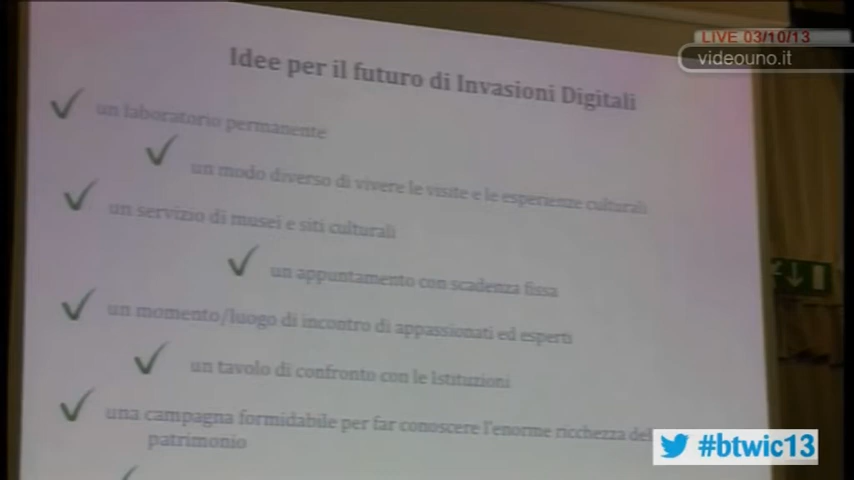 LIVE 03/10/13
videouno.it
Idee per il futuro di Invasioni Digitali
un laboratorio permanente
un modo diverso di vivere le visite e le esperienze culturali
un servizio di musei e siti culturali
un appuntamento con scadenza fissa
un momento/luogo di incontro di appassionati ed esperti
un tavolo di confronto con le Istituzioni
una campagna formidabile per far conoscere l'enorme ricchezza del
patrimonio
#btwic13